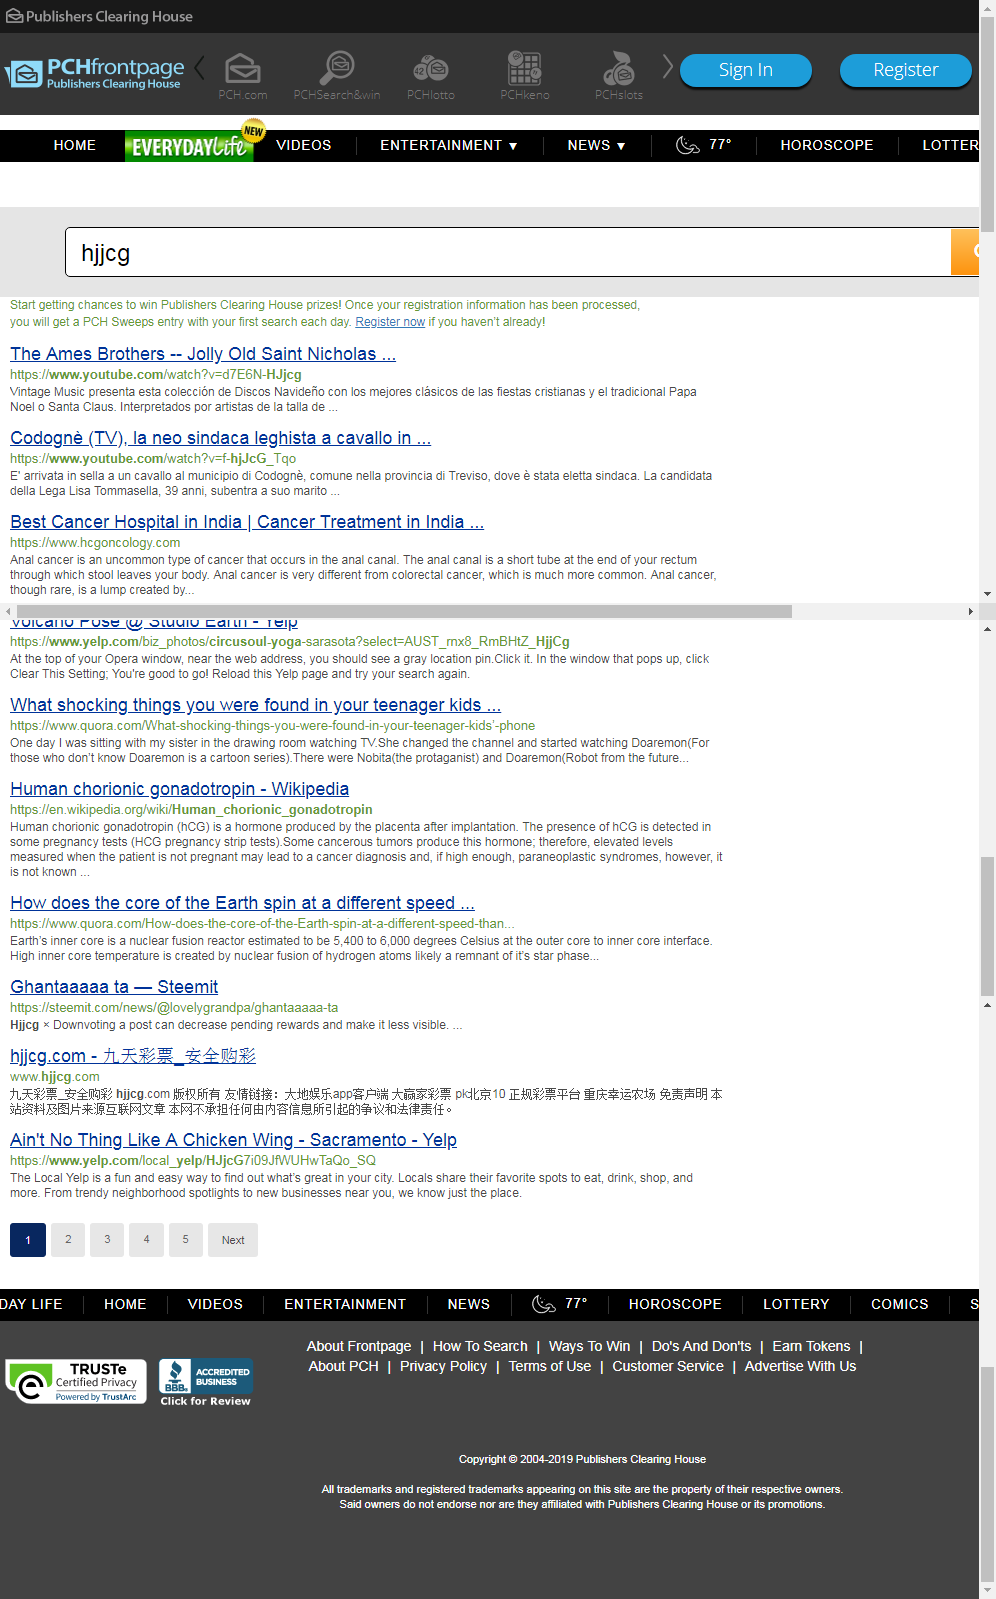 Publishers Clearing House
PCHfrontpage
Publishers Clearing House
PCH.com
PCHSearch&win
PCHlotto
PCHkeno
PCHslots
Sign In
Register
HOME
EVERYDAY Life
NEW
VIDEOS
ENTERTAINMENT ▼
NEWS ▼
77°
HOROSCOPE
LOTTER
hjjcg
Start getting chances to win Publishers Clearing House prizes! Once your registration information has been processed,
you will get a PCH Sweeps entry with your first search each day. Register now if you haven't already!
The Ames Brothers -- Jolly Old Saint Nicholas ...
https://www.youtube.com/watch?v=d7E6N-HJjcg
Vintage Music presenta esta colección de Discos Navideño con los mejores clásicos de las fiestas cristianas y el tradicional Papa
Noel o Santa Claus. Interpretados por artistas de la talla de ...
Codognè (TV), la neo sindaca leghista a cavallo in ...
https://www.youtube.com/watch?v=f-hjJcG_Tqo
E' arrivata in sella a un cavallo al municipio di Codognè, comune nella provincia di Treviso, dove è stata eletta sindaca. La candidata
della Lega Lisa Tommasella, 39 anni, subentra a suo marito ...
Best Cancer Hospital in India | Cancer Treatment in India ...
https://www.hcgoncology.com
Anal cancer is an uncommon type of cancer that occurs in the anal canal. The anal canal is a short tube at the end of your rectum
through which stool leaves your body. Anal cancer is very different from colorectal cancer, which is much more common. Anal cancer,
though rare, is a lump created by...
Volcano Pose @ Studio Earth - Yelp
https://www.yelp.com/biz_photos/circusoul-yoga-sarasota?select=AUST_mx8_RmBHtZ_HjjCg
At the top of your Opera window, near the web address, you should see a gray location pin.Click it. In the window that pops up, click
Clear This Setting; You're good to go! Reload this Yelp page and try your search again.
What shocking things you were found in your teenager kids ...
https://www.quora.com/What-shocking-things-you-were-found-in-your-teenager-kids'-phone
One day I was sitting with my sister in the drawing room watching TV.She changed the channel and started watching Doaremon(For
those who don't know Doaremon is a cartoon series).There were Nobita(the protaganist) and Doaremon(Robot from the future...
Human chorionic gonadotropin - Wikipedia
https://en.wikipedia.org/wiki/Human_chorionic_gonadotropin
Human chorionic gonadotropin (hCG) is a hormone produced by the placenta after implantation. The presence of hCG is detected in
some pregnancy tests (HCG pregnancy strip tests).Some cancerous tumors produce this hormone; therefore, elevated levels
measured when the patient is not pregnant may lead to a cancer diagnosis and, if high enough, paraneoplastic syndromes, however, it
is not known ...
How does the core of the Earth spin at a different speed ...
https://www.quora.com/How-does-the-core-of-the-Earth-spin-at-a-different-speed-than...
Earth's inner core is a nuclear fusion reactor estimated to be 5,400 to 6,000 degrees Celsius at the outer core to inner core interface.
High inner core temperature is created by nuclear fusion of hydrogen atoms likely a remnant of it's star phase...
Ghantaaaaa ta — Steemit
https://steemit.com/news/@lovelygrandpa/ghantaaaaa-ta
Hjjcg × Downvoting a post can decrease pending rewards and make it less visible. ...
hjjcg.com - 九天彩票_安全购彩
www.hjjcg.com
九天彩票_安全购彩 hjjcg.com 版权所有 友情链接：大地娱乐app客户端 大赢家彩票 pk北京10 正规彩票平台 重庆幸运农场 免责声明 本
站资料及图片来源互联网文章 本网不承担任何由内容信息所引起的争议和法律责任。
Ain't No Thing Like A Chicken Wing - Sacramento - Yelp
https://www.yelp.com/local_yelp/HJjcG7i09JfWUHwTaQo_SQ
The Local Yelp is a fun and easy way to find out what's great in your city. Locals share their favorite spots to eat, drink, shop, and
more. From trendy neighborhood spotlights to new businesses near you, we know just the place.
1 2 3 4 5 Next
DAY LIFE
HOME
VIDEOS
ENTERTAINMENT
NEWS
77°
HOROSCOPE
LOTTERY
COMICS
S
About Frontpage | How To Search | Ways To Win | Do's And Don'ts | Earn Tokens |
About PCH | Privacy Policy | Terms of Use | Customer Service | Advertise With Us
TRUSTe
Certified Privacy
Powered by TrustArc
BBB
ACCREDITED
BUSINESS
Click for Review
Copyright © 2004-2019 Publishers Clearing House
All trademarks and registered trademarks appearing on this site are the property of their respective owners.
Said owners do not endorse nor are they affiliated with Publishers Clearing House or its promotions.